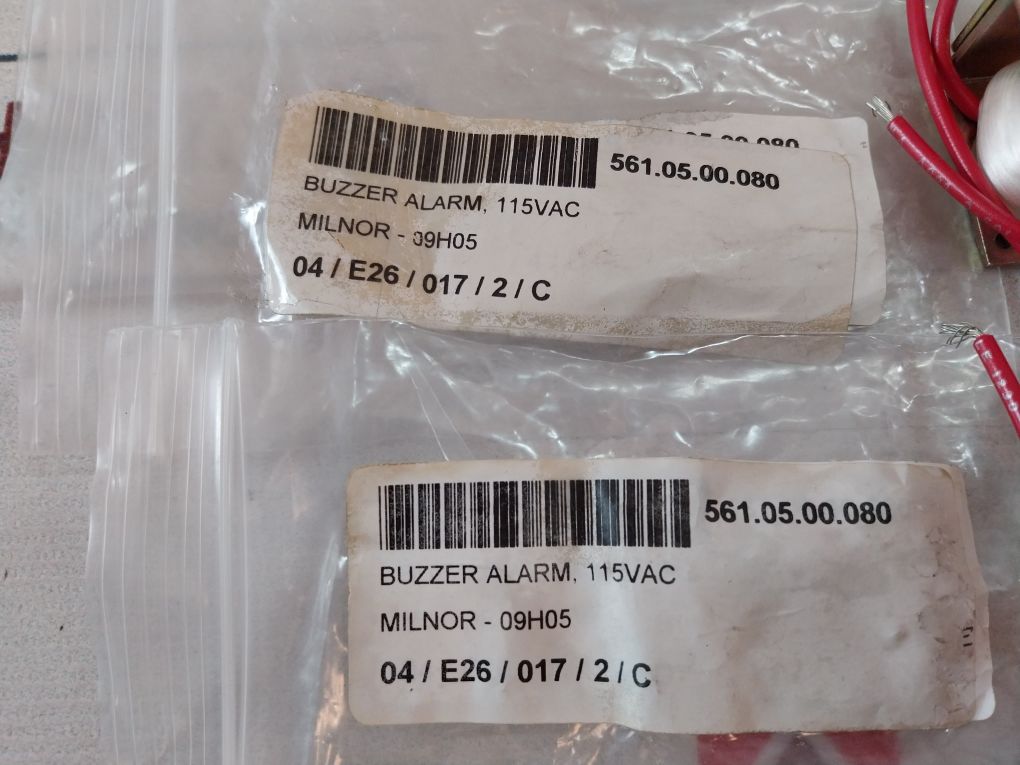 561.05.00.080
BUZZER ALARM, 115VAC
MILNOR - 09H05
04 / E26 / 017 / 2 / C
561.05.00.080
BUZZER ALARM, 115VAC
MILNOR - 09H05
04 / E26 / 017 / 2 / C